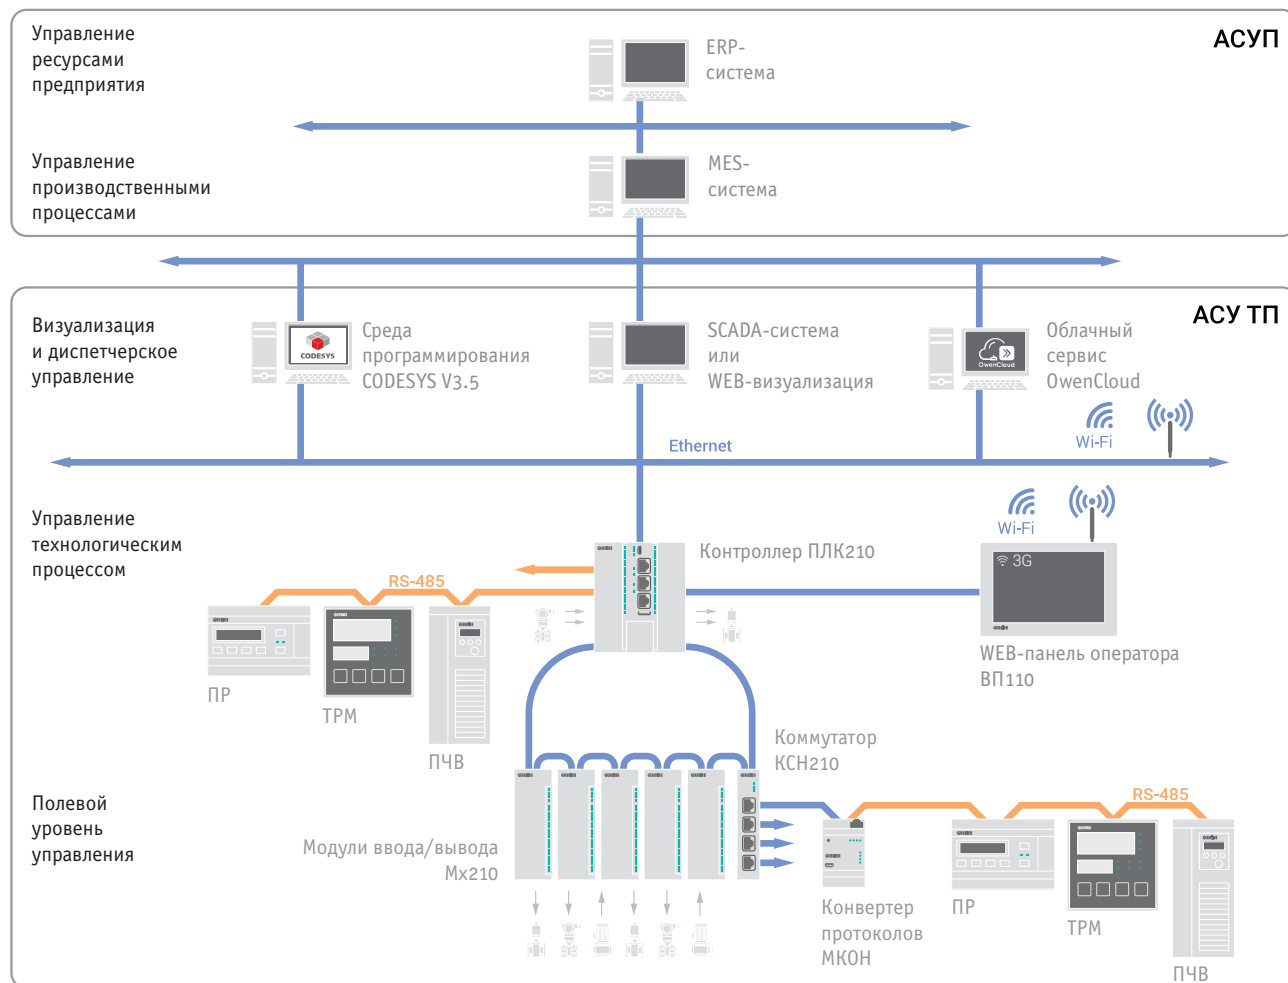 Управление
ресурсами
предприятия
ERP-
система
АСУП
Управление
производственными
процессами
MES-
система
Визуализация
и диспетчерское
управление
CODESYS
Среда
программирования
CODESYS V3.5
SCADA-система
или
WEB-визуализация
OwenCloud
Облачный
сервис
OwenCloud
АСУ ТП
Wi-Fi
Ethernet
Управление
технологическим
процессом
Контроллер ПЛК210
Wi-Fi
3G
RS-485
WEB-панель оператора
ВП110
ПР
ТРМ
ПЧВ
Коммутатор
КСН210
Полевой
уровень
управления
Модули ввода/вывода
Мх210
RS-485
Конвертер
протоколов
МКОН
ПР
ТРМ
ПЧВ